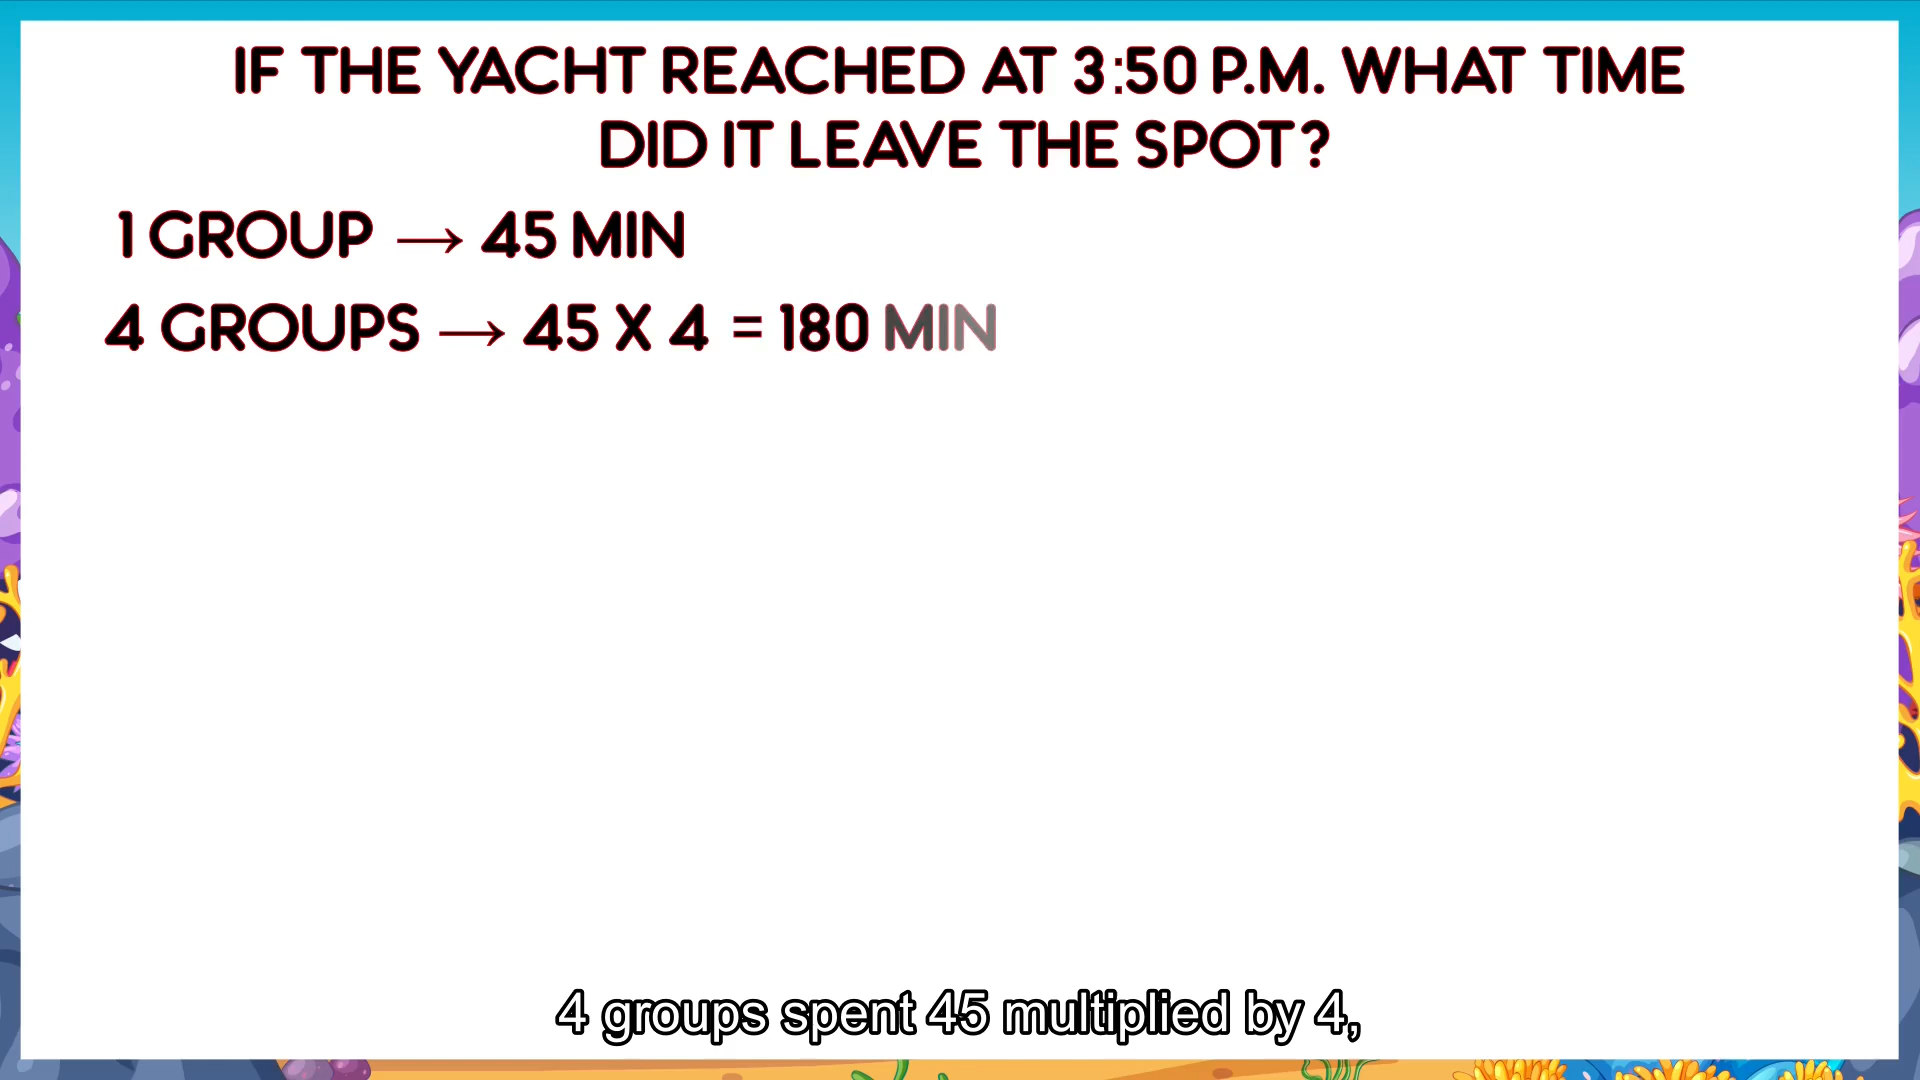 IF THE YACHT REACHED AT 3:50 P.M. WHAT TIME
DID IT LEAVE THE SPOT?
1 GROUP → 45 MIN
4 GROUPS → 45 X 4 = 180 MIN
4 groups spent 45 multiplied by 4,